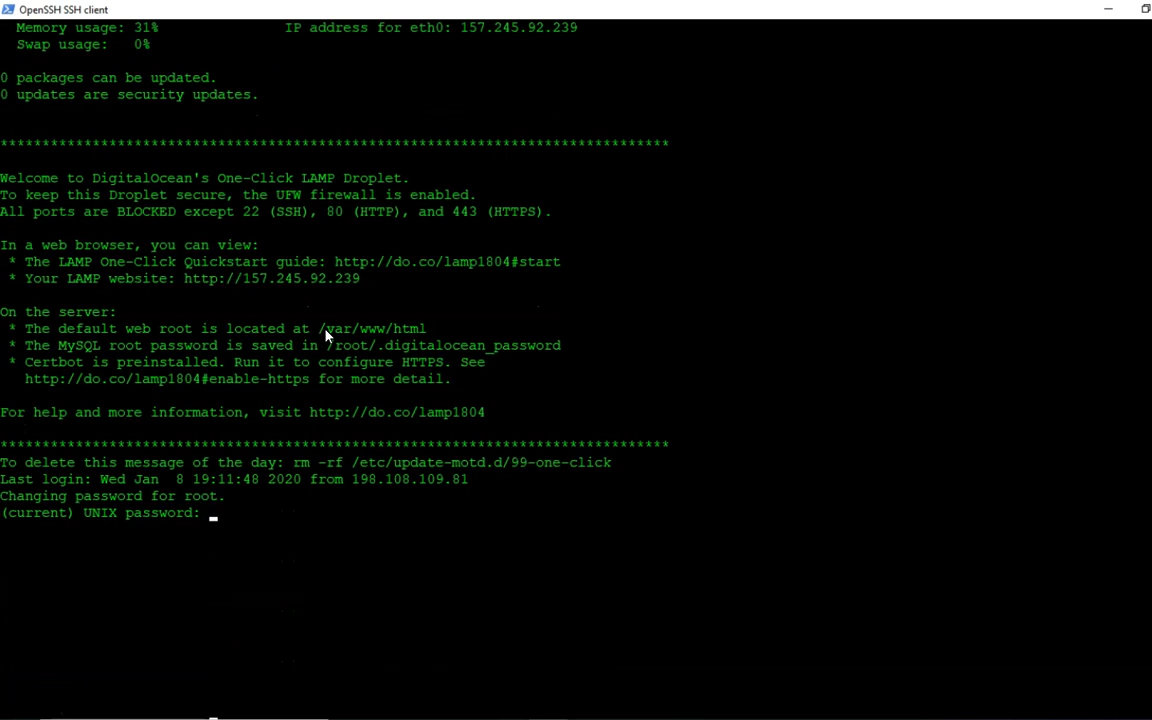 OpenSSH SSH client
Memory usage: 31% IP address for eth0: 157.245.92.239
Swap usage: 0%
0 packages can be updated.
0 updates are security updates.
********************************************************************************
Welcome to DigitalOcean's One-Click LAMP Droplet.
To keep this Droplet secure, the UFW firewall is enabled.
All ports are BLOCKED except 22 (SSH), 80 (HTTP), and 443 (HTTPS).
In a web browser, you can view:
* The LAMP One-Click Quickstart guide: http://do.co/lamp1804#start
* Your LAMP website: http://157.245.92.239
On the server:
* The default web root is located at /var/www/html
* The MySQL root password is saved in /root/.digitalocean_password
* Certbot is preinstalled. Run it to configure HTTPS. See
http://do.co/lamp1804#enable-https for more detail.
For help and more information, visit http://do.co/lamp1804
********************************************************************************
To delete this message of the day: rm -rf /etc/update-motd.d/99-one-click
Last login: Wed Jan  8 19:11:48 2020 from 198.108.109.81
Changing password for root.
(current) UNIX password: